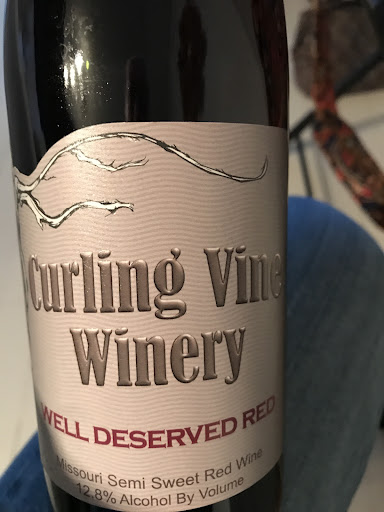 Curling Vine
Winery
WELL DESERVED RED
Missouri Semi Sweet Red Wine
12.8% Alcohol By Volume